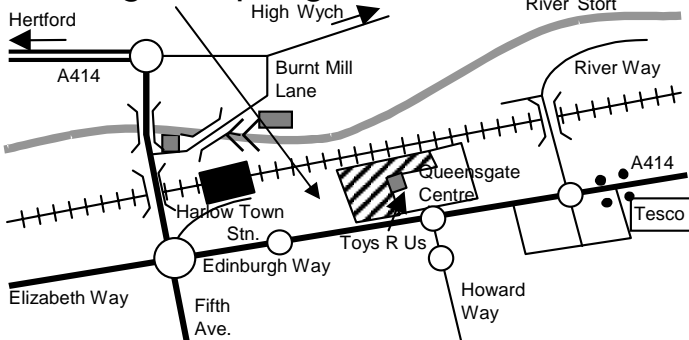 Hertford
High Wych
River Stort
A414
Burnt Mill
Lane
River Way
A414
Queensgate
Centre
Harlow Town
Stn.
Toys R Us
Tesco
Edinburgh Way
Elizabeth Way
Fifth
Ave.
Howard
Way